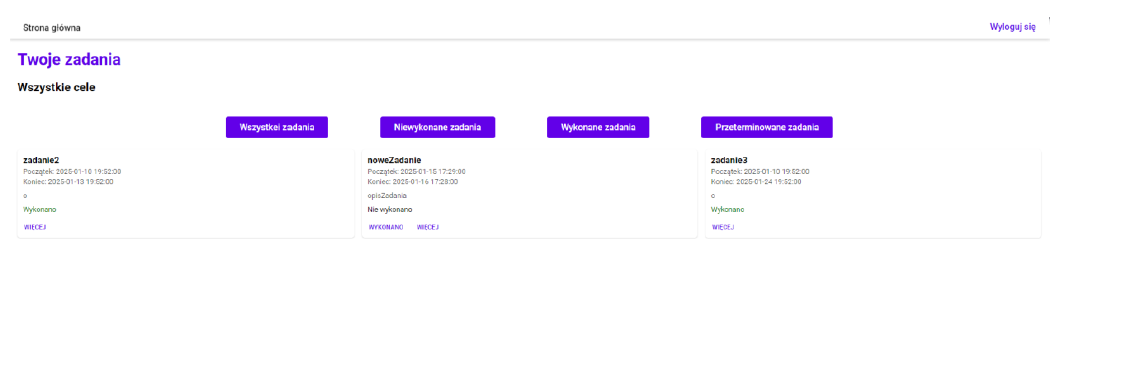 Strona główna
Wyloguj się
Twoje zadania
Wszystkie cele
Wszystkei zadania
Niewykonane zadania
Wykonane zadania
Przeterminowane zadania
zadanie2
Początek: 2025-01-10 19:52:00
Koniec: 2025-01-13 19:52:00
o
Wykonano
WIĘCEJ
noweZadanie
Początek: 2025-01-15 17:29:00
Koniec: 2025-01-16 17:28:00
opisZadania
Nie wykonano
WYKONANO
WIĘCEJ
zadanie3
Początek: 2025-01-10 19:52:00
Koniec: 2025-01-24 19:52:00
o
Wykonano
WIĘCEJ